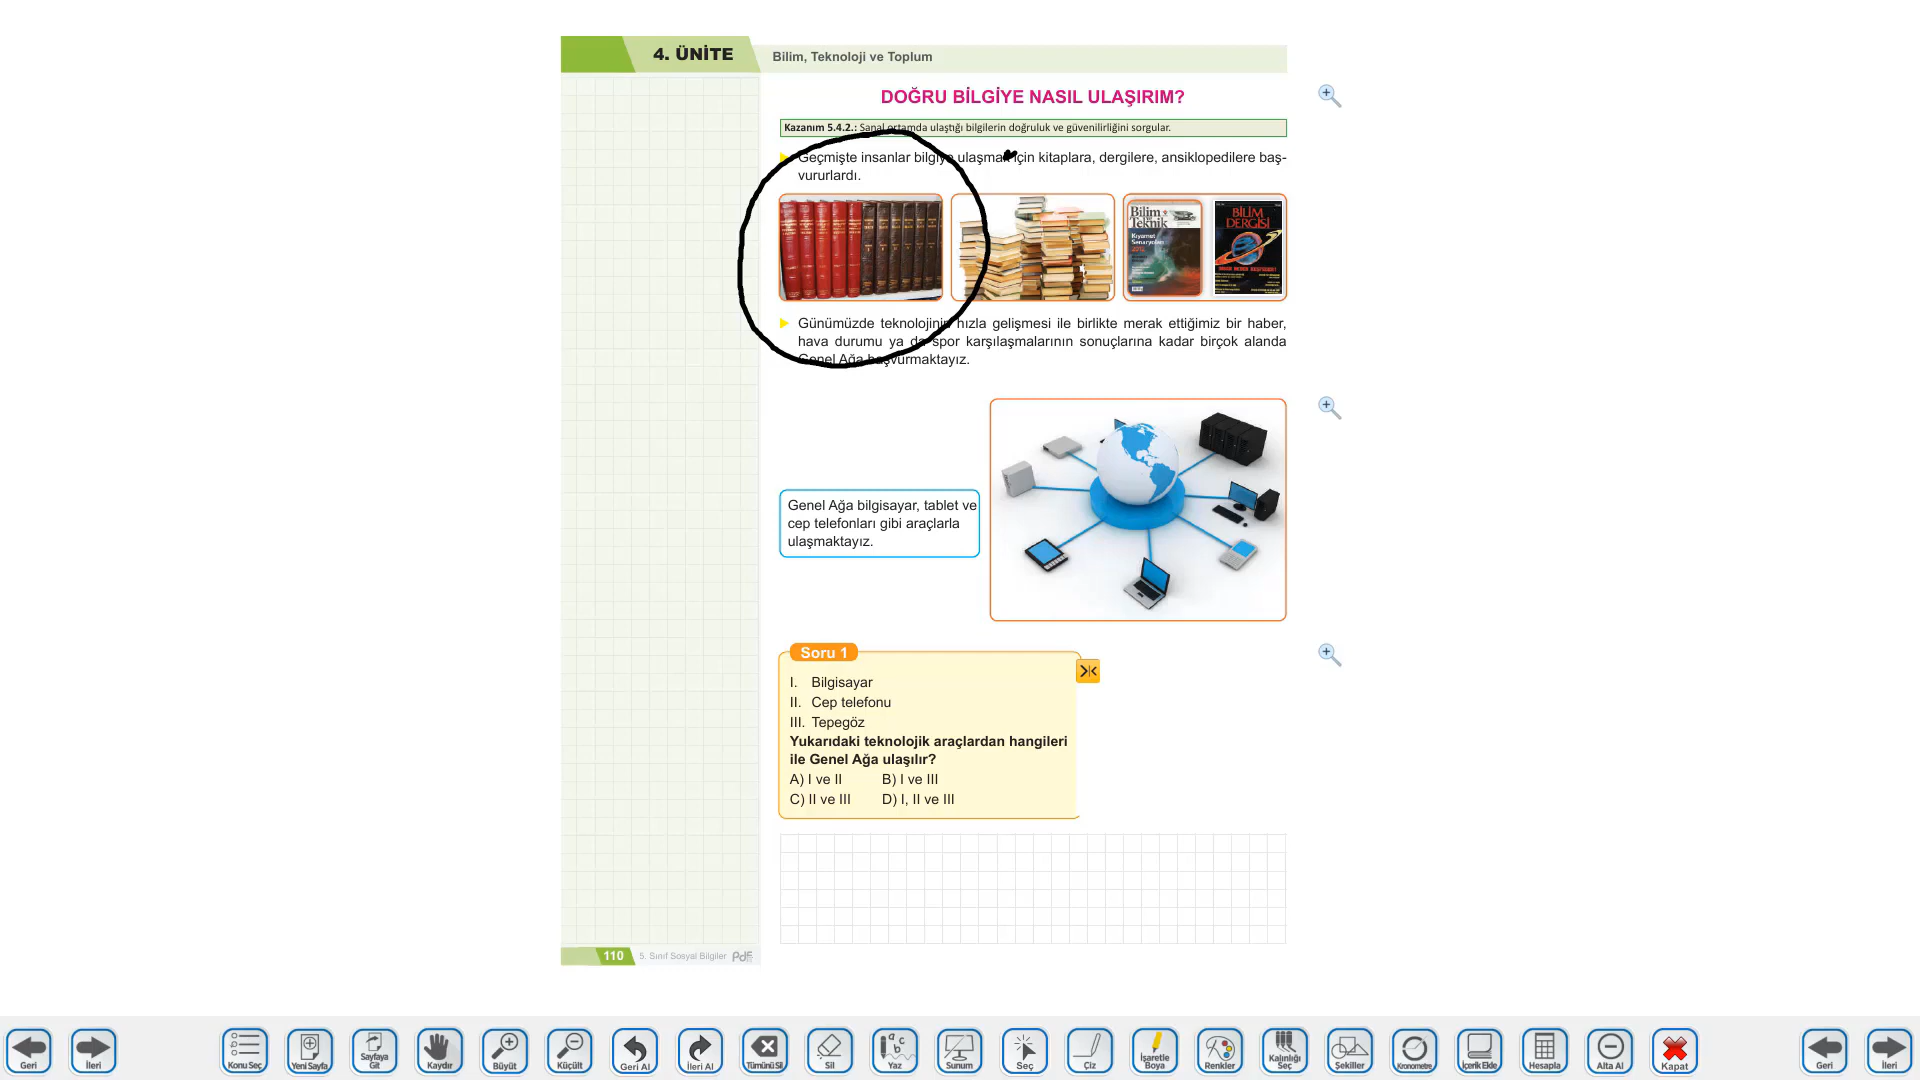 4. ÜNİTE
Bilim, Teknoloji ve Toplum
DOĞRU BİLGİYE NASIL ULAŞIRIM?
Kazanım 5.4.2.: Sanal ortamda ulaştığı bilgilerin doğruluk ve güvenilirliğini sorgular.
Geçmişte insanlar bilgiye ulaşmak için kitaplara, dergilere, ansiklopedilere baş-
vururlardı.
Bilim ve Teknik
Kıyamet
Senaryoları
2012
BİLİM
DERGİSİ
Günümüzde teknolojinin hızla gelişmesi ile birlikte merak ettiğimiz bir haber,
hava durumu ya da spor karşılaşmalarının sonuçlarına kadar birçok alanda
Genel Ağa başvurmaktayız.
Genel Ağa bilgisayar, tablet ve
cep telefonları gibi araçlarla
ulaşmaktayız.
Soru 1
I. Bilgisayar
II. Cep telefonu
III. Tepegöz
Yukarıdaki teknolojik araçlardan hangileri
ile Genel Ağa ulaşılır?
A) I ve II B) I ve III
C) II ve III D) I, II ve III
110 5. Sınıf Sosyal Bilgiler Pdf
Geri İleri Konu Seç Yeni Sayfa Sayfaya Git Kaydır Büyüt Küçült Geri Al İleri Al Tümünü Sil Sil Yaz Sunum Seç Çiz İşaretle Boya Renkler Kalınlığı Seç Şekiller Kronometre İçerik Ekle Hesapla Alta Al Kapat Geri İleri